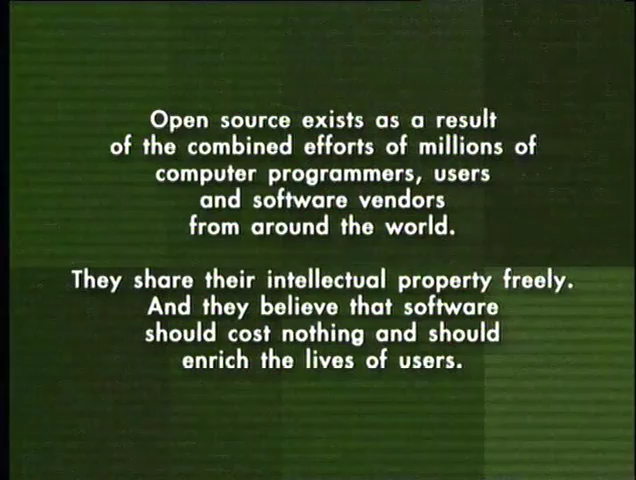 Open source exists as a result
of the combined efforts of millions of
computer programmers, users
and software vendors
from around the world.
They share their intellectual property freely.
And they believe that software
should cost nothing and should
enrich the lives of users.